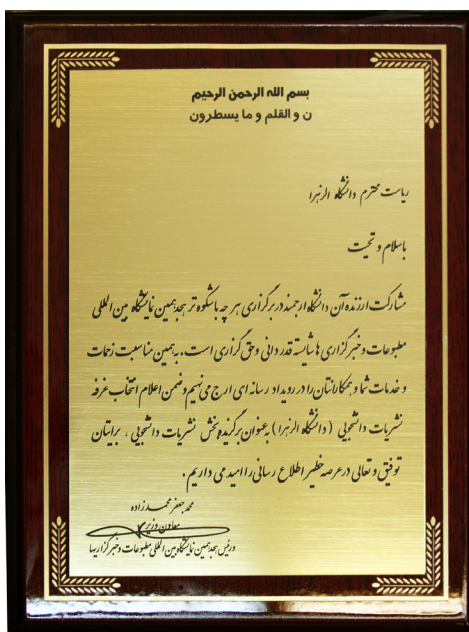 بسم الله الرحمن الرحیم
ن و القلم و ما یسطرون
ریاست محترم دانشگاه الزهرا
باسلام و تحیت
مشارکت ارزنده آن دانشگاه ارجمند در برگزاری هر چه باشکوه تر هجدهمین نمایشگاه بین المللی
مطبوعات و خبرگزاری ها شایسته قدردانی و حق گزاری است. به همین مناسبت زحمات
و خدمات شما و همکارانتان را در رویداد رسانه ای ارج می نهیم و ضمن اعلام انتخاب غرفه
نشریات دانشجویی (دانشگاه الزهرا) به عنوان برگزیده بخش نشریات دانشجویی، برایتان
توفیق و تعالی در عرصه خطیر اطلاع رسانی را امید می داریم.
محمد جعفر محمدزاده
معاون وزیر
و رئیس هجدهمین نمایشگاه بین المللی مطبوعات و خبرگزاریها